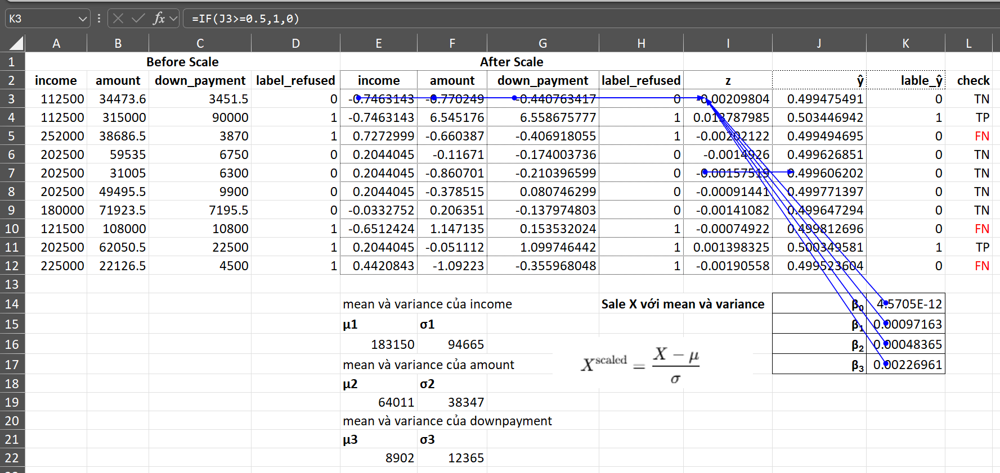 K3 fx =IF(J3>=0.5,1,0)
A B C D E F G H I J K L
1 Before Scale After Scale
2 income amount down_payment label_refused income amount down_payment label_refused z ŷ lable_ŷ check
3 112500 34473.6 3451.5 0 -0.7463143 -0.770249 -0.440763417 0 -0.00209804 0.499475491 0 TN
4 112500 315000 90000 1 -0.7463143 6.545176 6.558675777 1 0.013787985 0.503446942 1 TP
5 252000 38686.5 3870 1 0.7272999 -0.660387 -0.406918055 1 -0.00202122 0.499494695 0 FN
6 202500 59535 6750 0 0.2044045 -0.11671 -0.174003736 0 -0.0014926 0.499626851 0 TN
7 202500 31005 6300 0 0.2044045 -0.860701 -0.210396599 0 -0.00157519 0.499606202 0 TN
8 202500 49495.5 9900 0 0.2044045 -0.378515 0.080746299 0 -0.00091441 0.499771397 0 TN
9 180000 71923.5 7195.5 0 -0.0332752 0.206351 -0.137974803 0 -0.00141082 0.499647294 0 TN
10 121500 108000 10800 1 -0.6512424 1.147135 0.153532024 1 -0.00074922 0.499812696 0 FN
11 202500 62050.5 22500 1 0.2044045 -0.051112 1.099746442 1 0.001398325 0.500349581 1 TP
12 225000 22126.5 4500 1 0.4420843 -1.09223 -0.355968048 1 -0.00190558 0.499523604 0 FN
13
14 mean và variance của income Sale X với mean và variance β₀ 4.5705E-12
15 μ1 σ1 β₁ 0.00097163
16 183150 94665 β₂ 0.00048365
17 mean và variance của amount X^scaled = (X − μ)/σ β₃ 0.00226961
18 μ2 σ2
19 64011 38347
20 mean và variance của downpayment
21 μ3 σ3
22 8902 12365